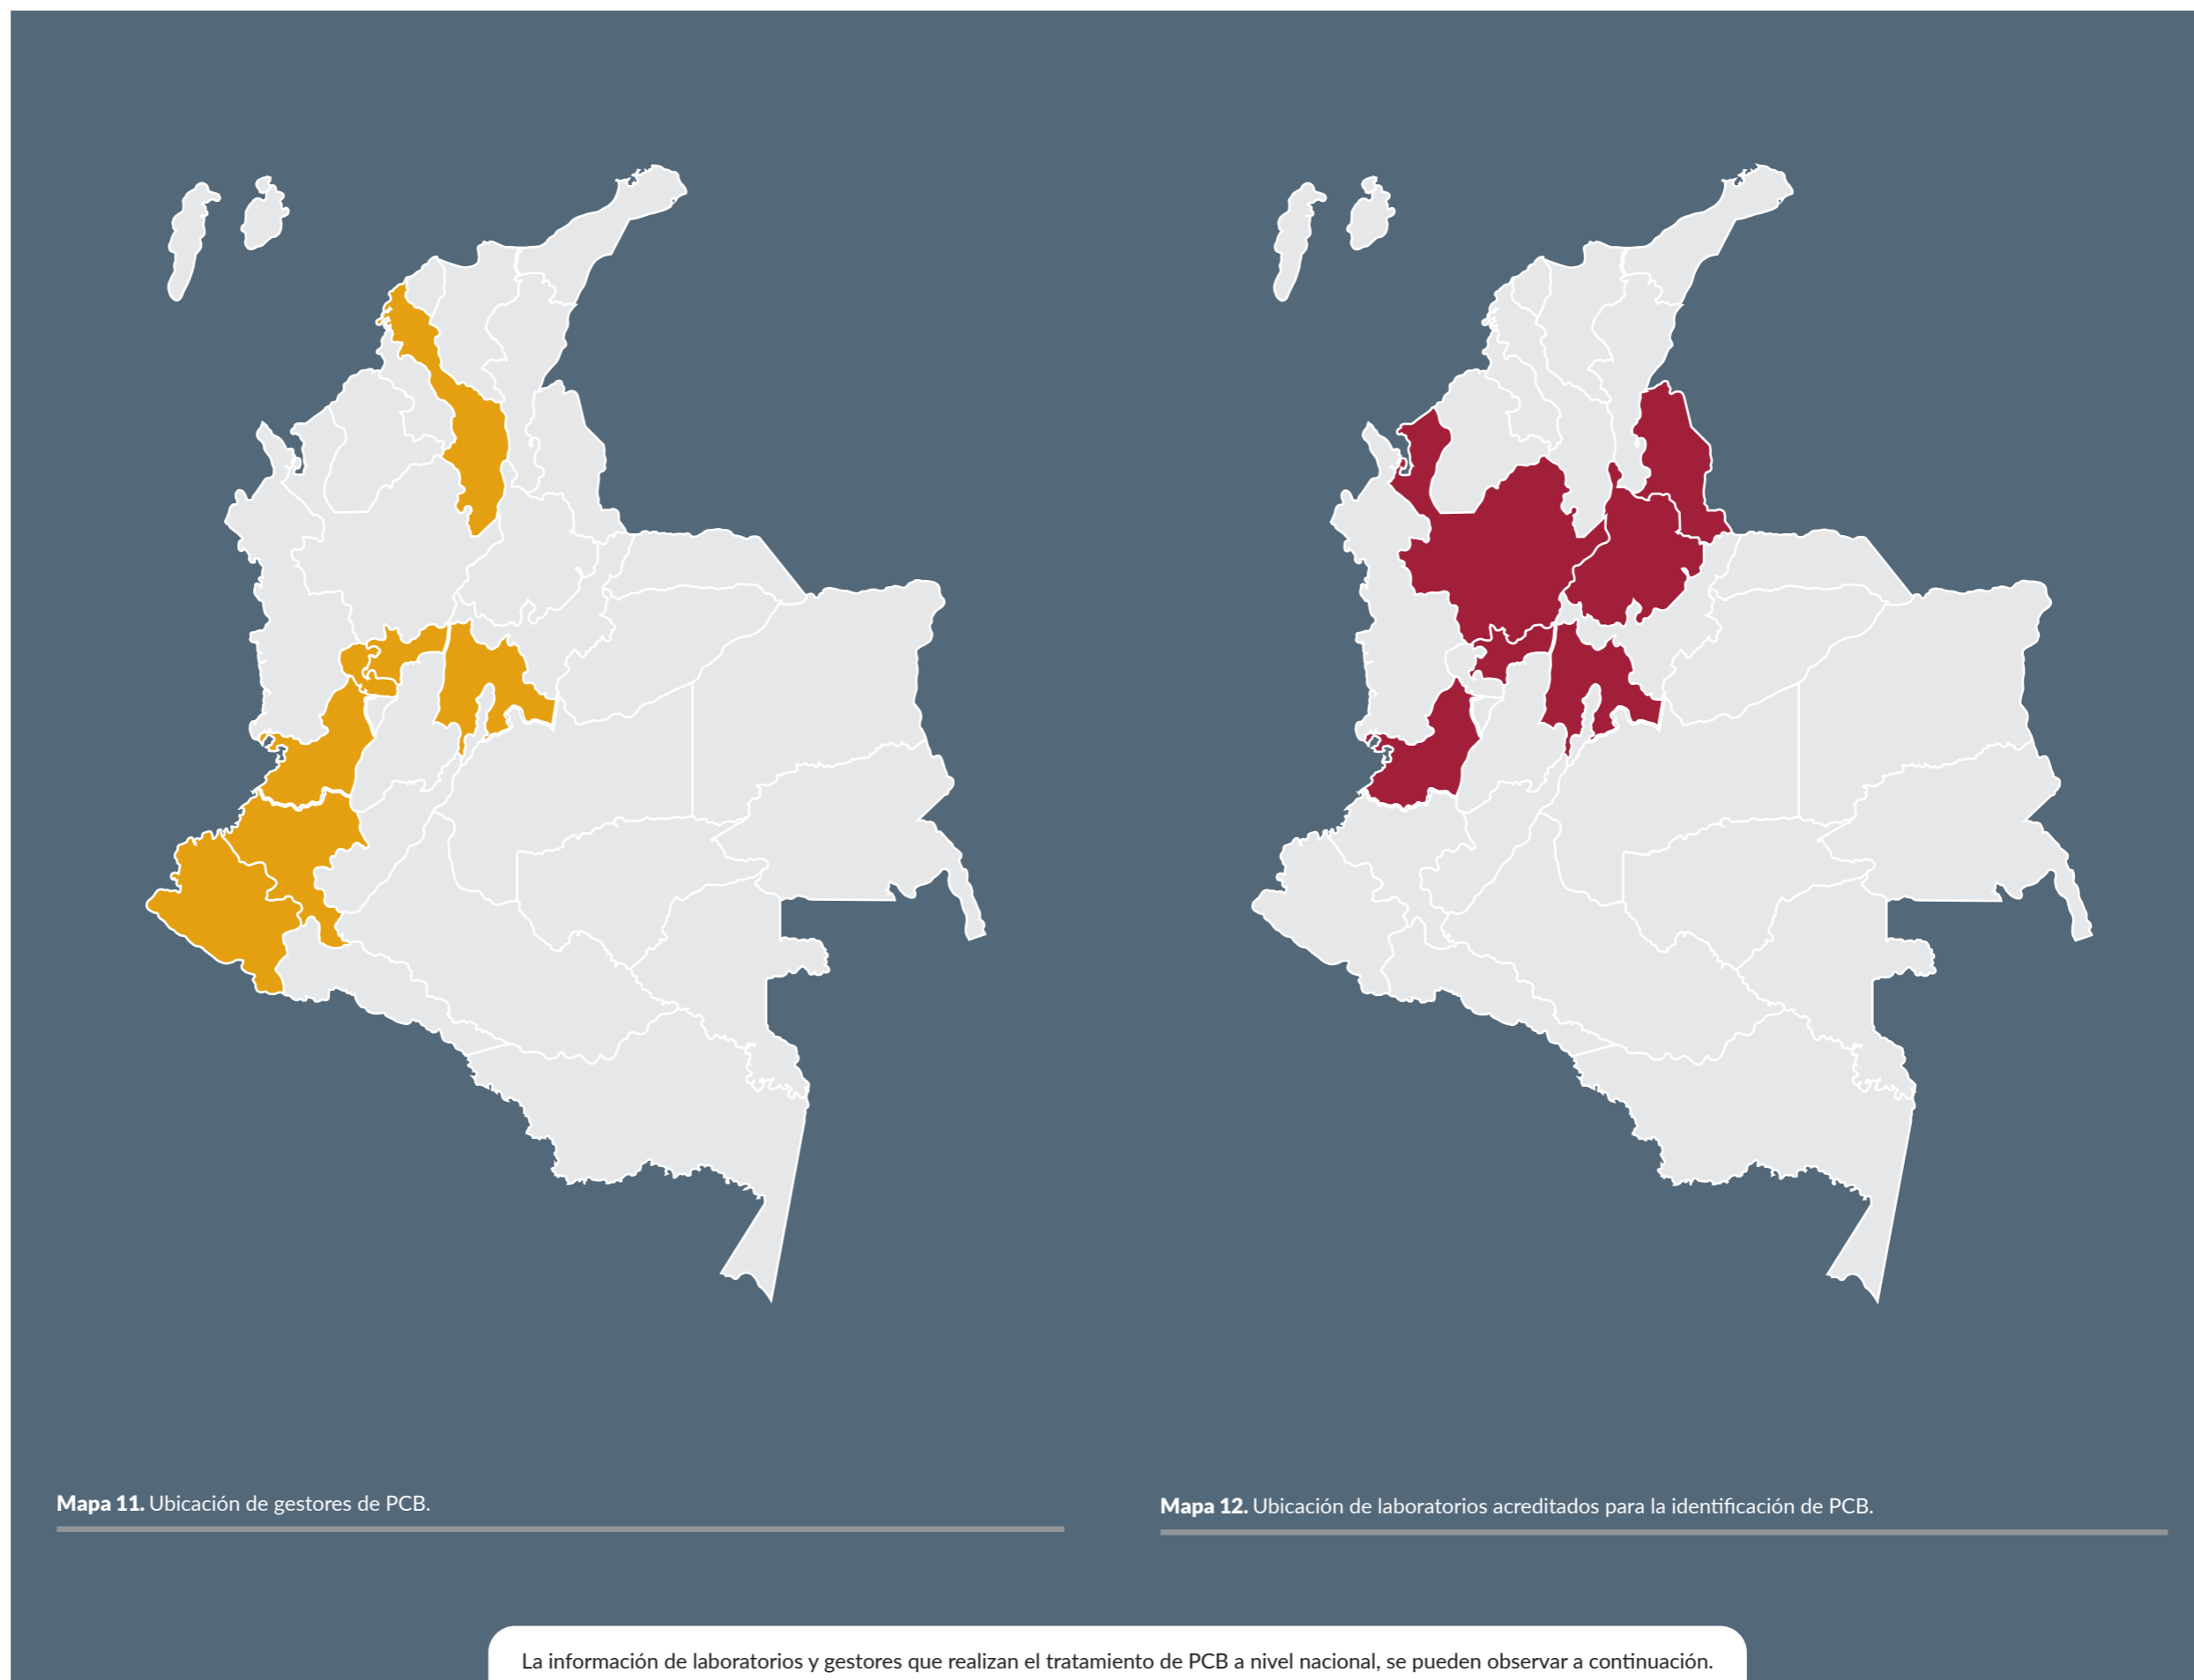 Mapa 11. Ubicación de gestores de PCB.
Mapa 12. Ubicación de laboratorios acreditados para la identificación de PCB.
La información de laboratorios y gestores que realizan el tratamiento de PCB a nivel nacional, se pueden observar a continuación.